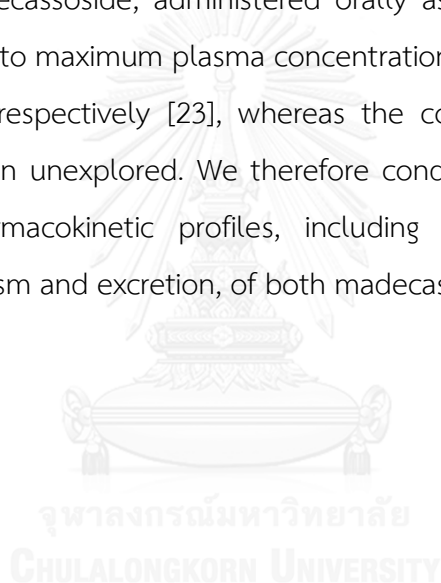 ecassoside, administered orally as
to maximum plasma concentration
respectively [23], whereas the co
n unexplored. We therefore cond
rmacokinetic profiles, including
sm and excretion, of both madecas
จุฬาลงกรณ์มหาวิทยาลัย
CHULALONGKORN UNIVERSITY